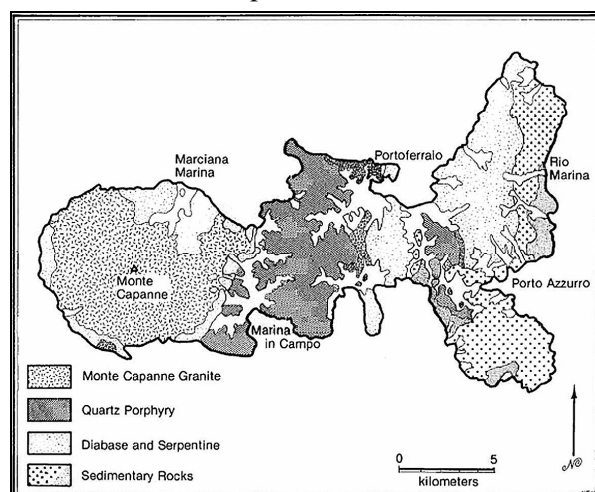 Marciana
Marina
Portoferraio
Rio
Marina
Monte
Capanne
Porto Azzurro
Marina
in Campo
Monte Capanne Granite
Quartz Porphyry
Diabase and Serpentine
Sedimentary Rocks
0 5
kilometers
N